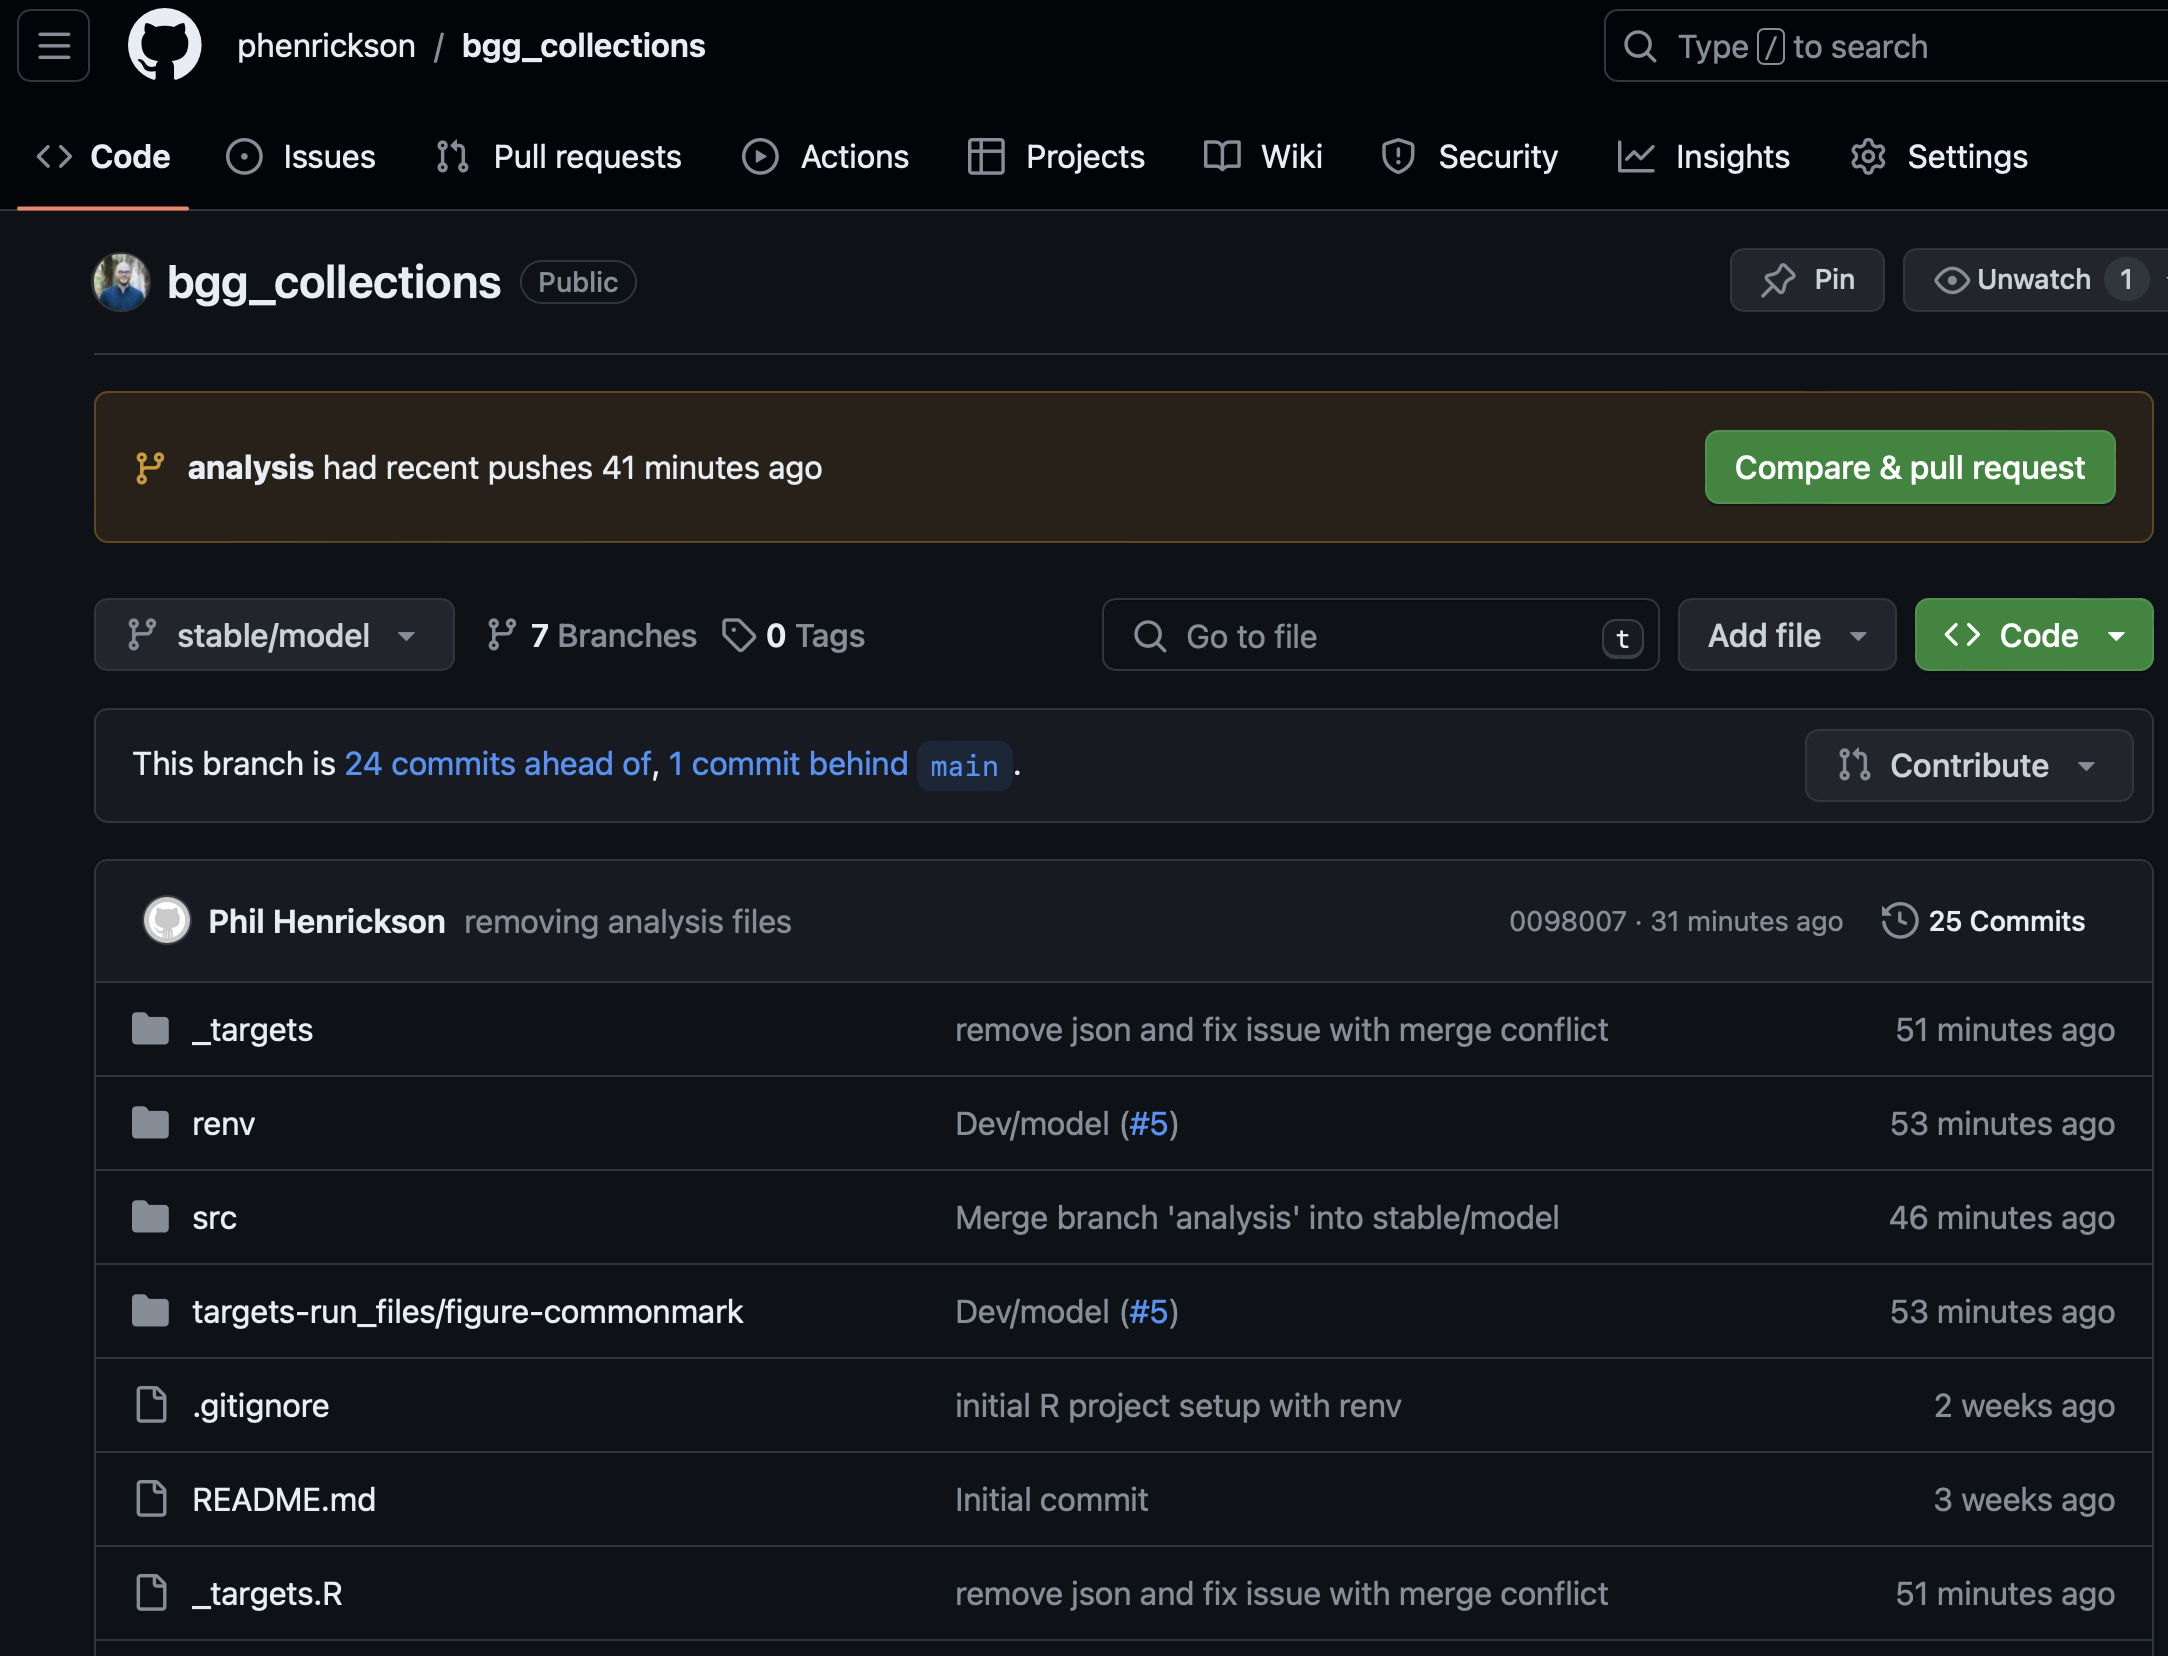 phenrickson / bgg_collections
Type / to search
Code Issues Pull requests Actions Projects Wiki Security Insights Settings
bgg_collections Public
Pin Unwatch 1
analysis had recent pushes 41 minutes ago
Compare & pull request
stable/model 7 Branches 0 Tags Go to file t Add file Code
This branch is 24 commits ahead of, 1 commit behind main .
Contribute
Phil Henrickson removing analysis files 0098007 · 31 minutes ago 25 Commits
_targets remove json and fix issue with merge conflict 51 minutes ago
renv Dev/model (#5) 53 minutes ago
src Merge branch 'analysis' into stable/model 46 minutes ago
targets-run_files/figure-commonmark Dev/model (#5) 53 minutes ago
.gitignore initial R project setup with renv 2 weeks ago
README.md Initial commit 3 weeks ago
_targets.R remove json and fix issue with merge conflict 51 minutes ago